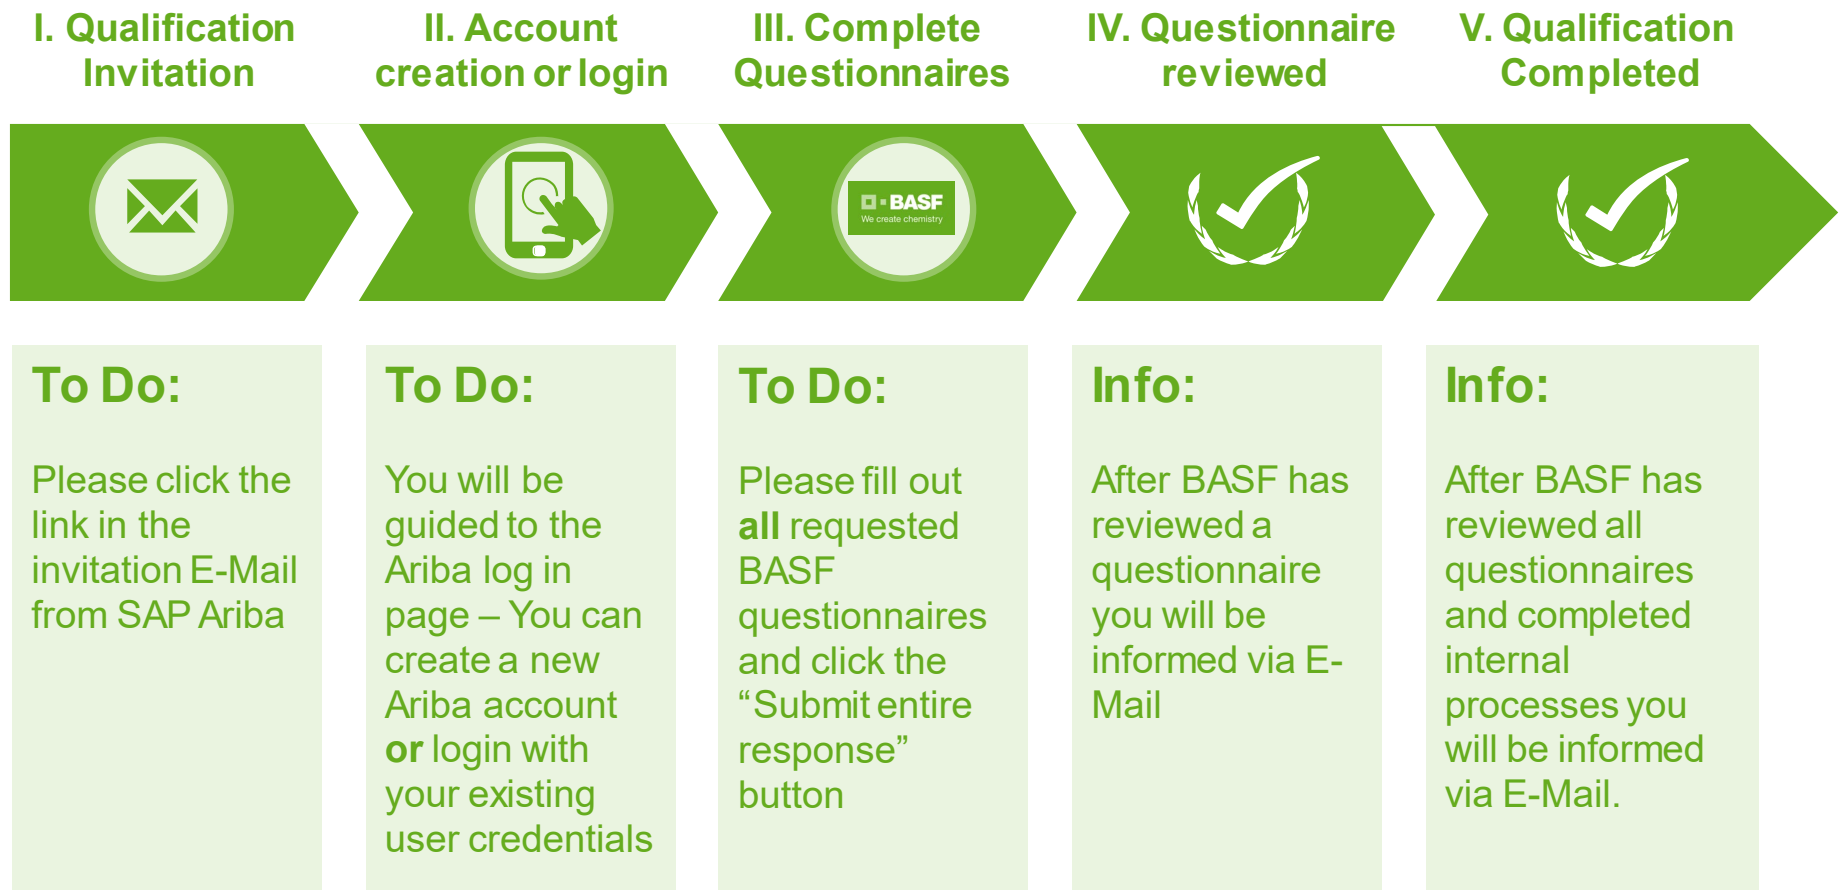 I. Qualification
Invitation
II. Account
creation or login
III. Complete
Questionnaires
IV. Questionnaire
reviewed
V. Qualification
Completed
BASF
We create chemistry
To Do:
Please click the
link in the
invitation E-Mail
from SAP Ariba
To Do:
You will be
guided to the
Ariba log in
page – You can
create a new
Ariba account
or login with
your existing
user credentials
To Do:
Please fill out
all requested
BASF
questionnaires
and click the
“Submit entire
response”
button
Info:
After BASF has
reviewed a
questionnaire
you will be
informed via E-
Mail
Info:
After BASF has
reviewed all
questionnaires
and completed
internal
processes you
will be informed
via E-Mail.